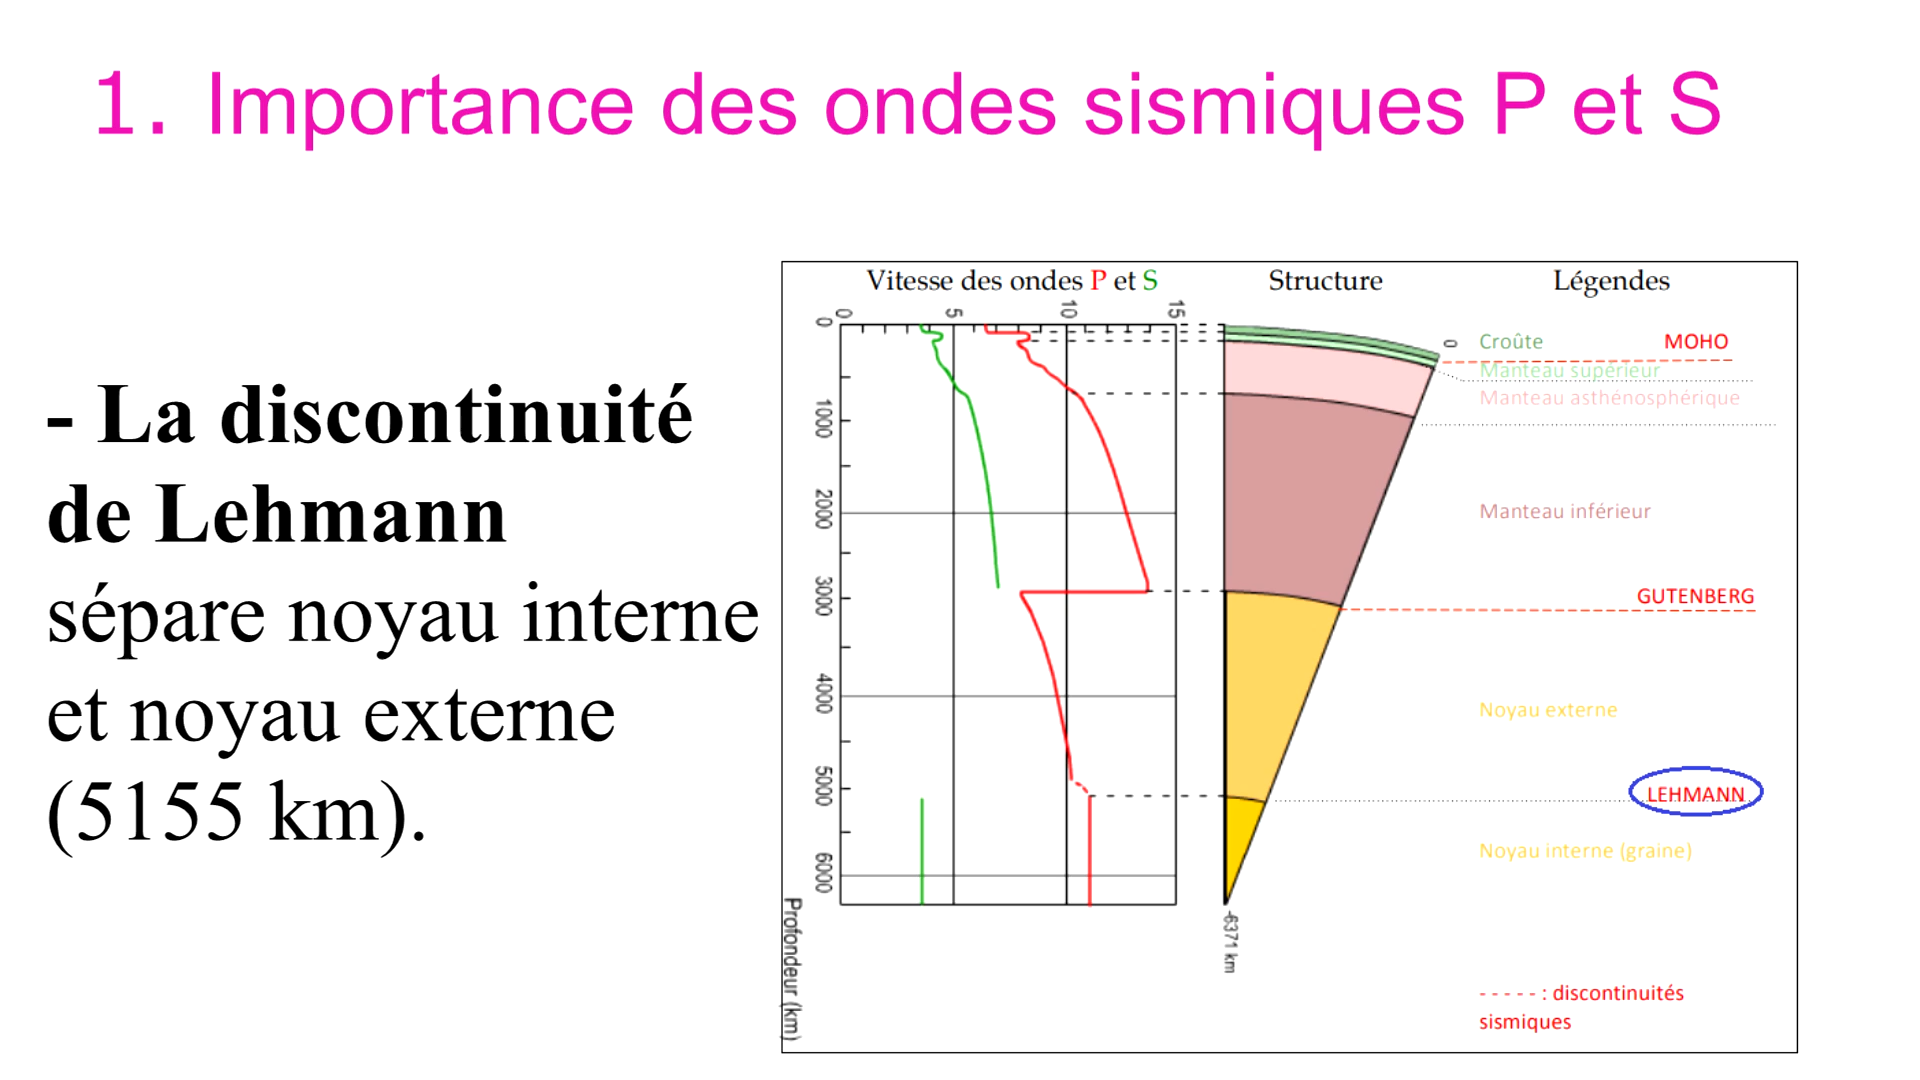 1. Importance des ondes sismiques P et S
- La discontinuité
de Lehmann
sépare noyau interne
et noyau externe
(5155 km).
Vitesse des ondes P et S
Structure
Légendes
0
5
10
15
0
1000
2000
3000
4000
5000
6000
Profondeur (km)
0
-6371 km
Croûte
MOHO
Manteau supérieur
Manteau asthénosphérique
Manteau inférieur
GUTENBERG
Noyau externe
LEHMANN
Noyau interne (graine)
- - - - - : discontinuités
sismiques